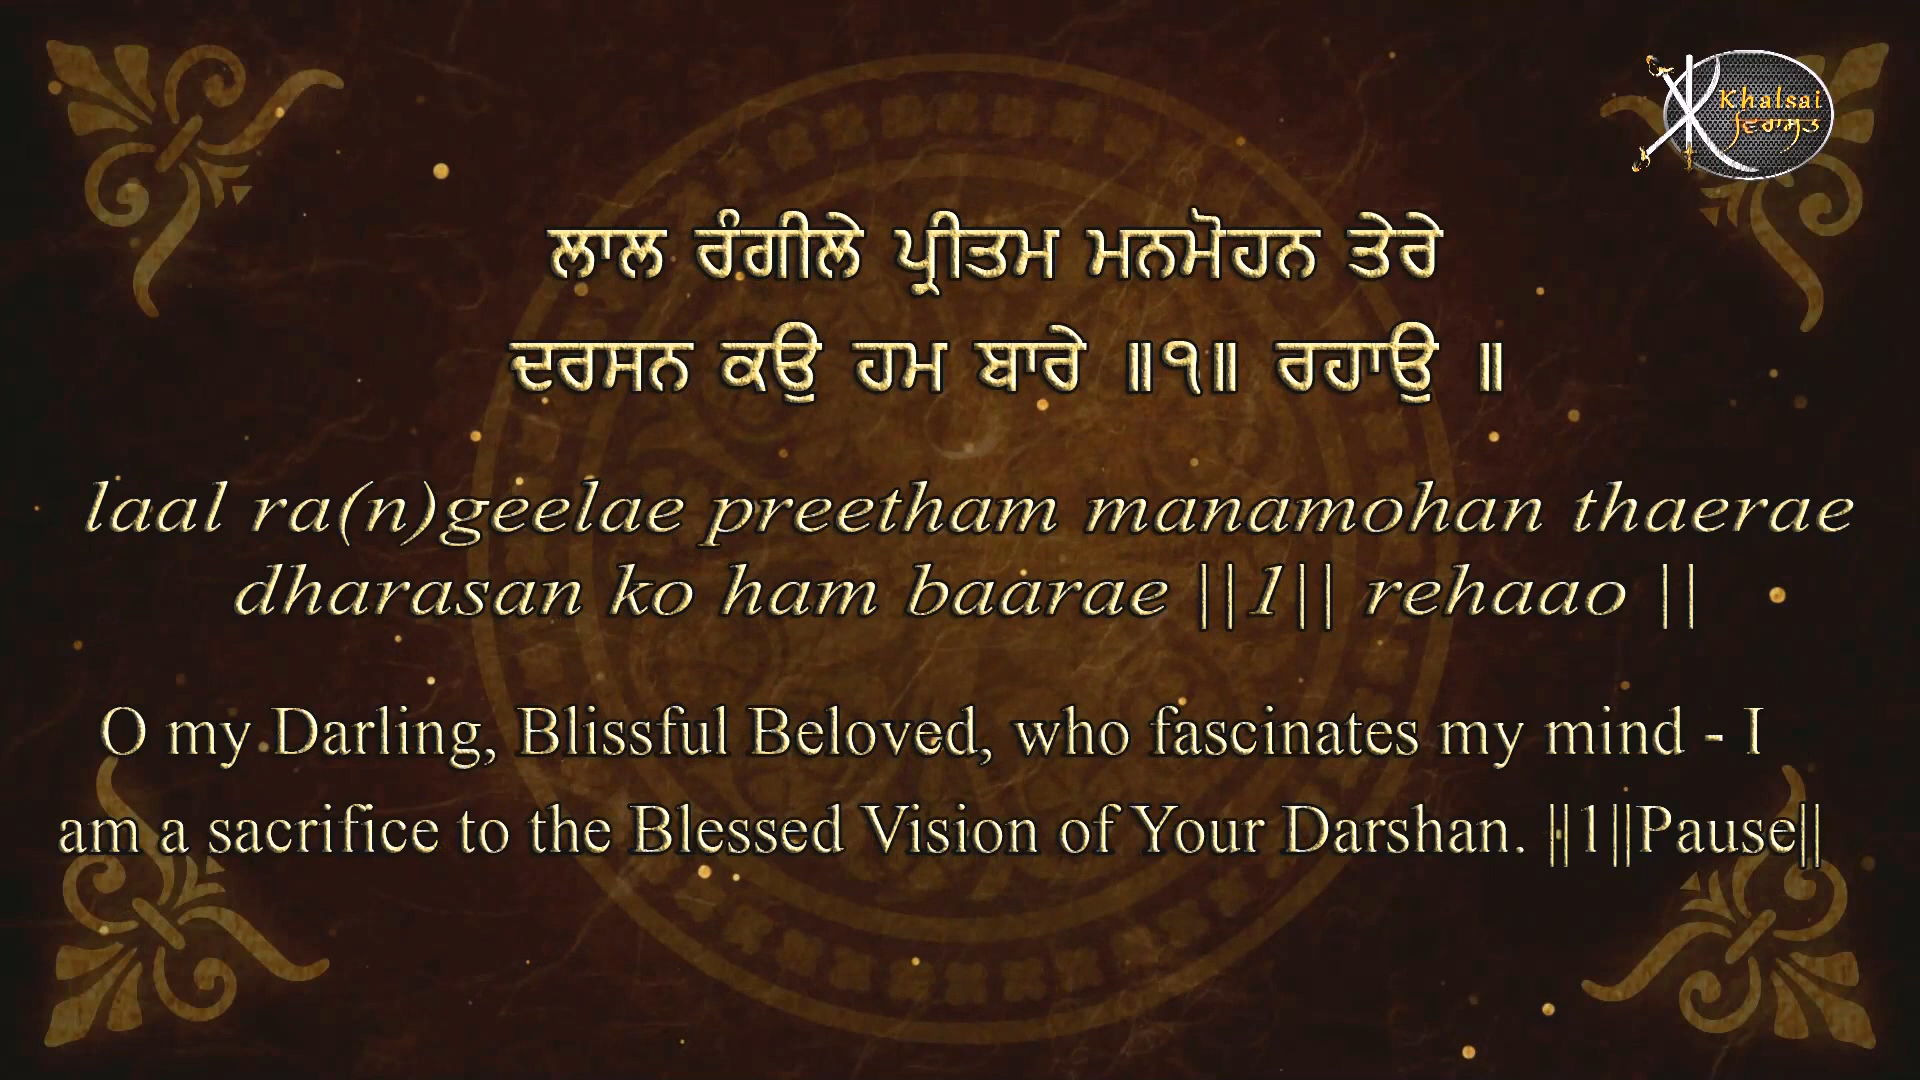 Khalsai
ਵਿਰਾਸਤ
ਲਾਲ ਰੰਗੀਲੇ ਪ੍ਰੀਤਮ ਮਨਮੋਹਨ ਤੇਰੇ
ਦਰਸਨ ਕਉ ਹਮ ਬਾਰੇ ॥੧॥ ਰਹਾਉ ॥
laal ra(n)geelae preetham manamohan thaerae
dharasan ko ham baarae ||1|| rehaao ||
O my Darling, Blissful Beloved, who fascinates my mind - I
am a sacrifice to the Blessed Vision of Your Darshan. ||1||Pause||